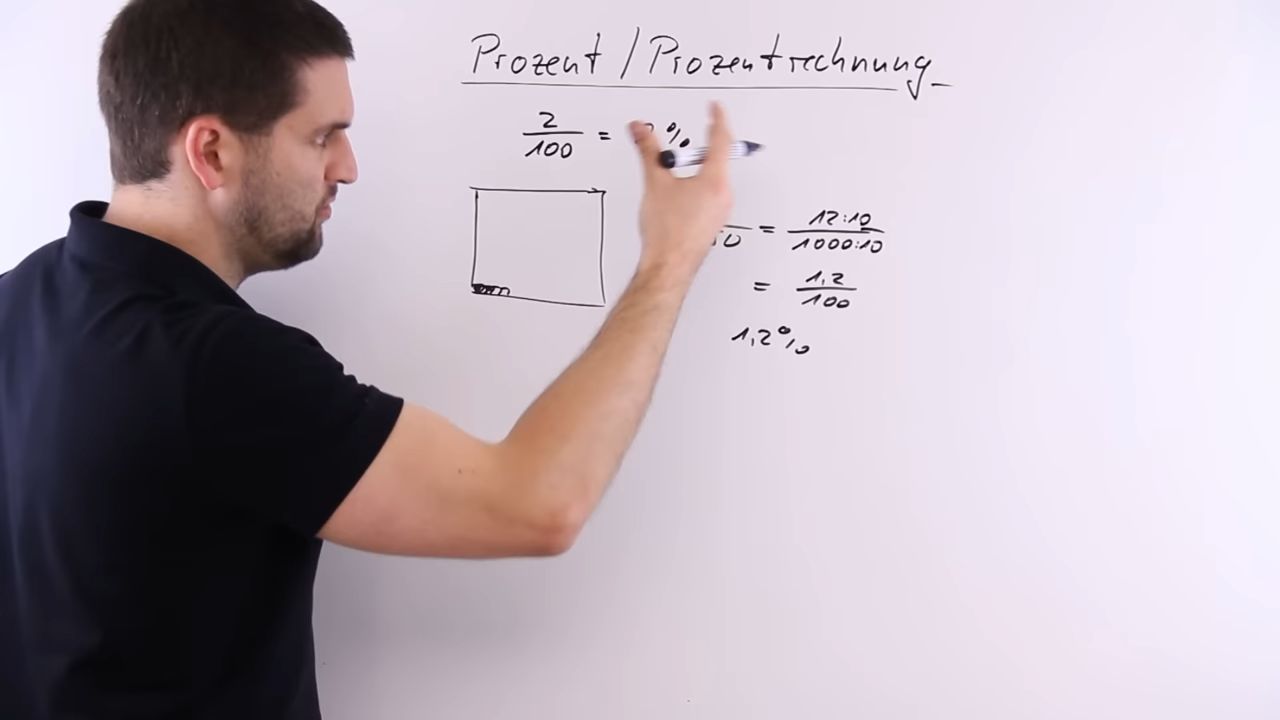 Prozent / Prozentrechnung
2/100 = %
= 12:10/1000:10
= 1,2/100
1,2%